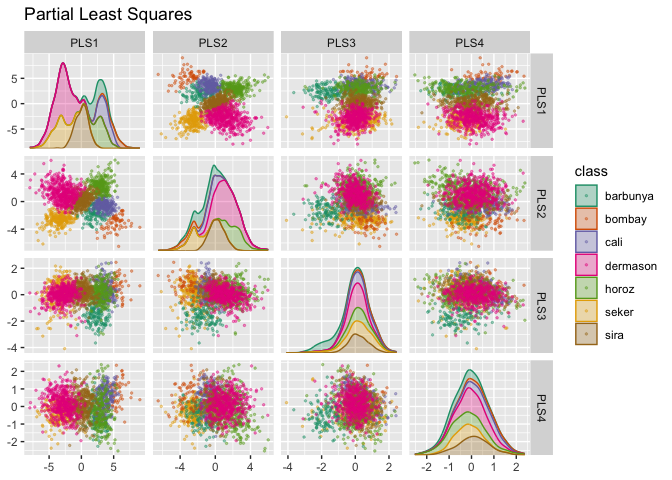 Partial Least Squares
PLS1 PLS2 PLS3 PLS4
5
0
-5
PLS1
4
0
-4
PLS2
2
0
-2
-4
PLS3
2
1
0
-1
-2
PLS4
-5 0 5 -4 0 4 -4 -2 0 2 -2 -1 0 1 2
class
barbunya
bombay
cali
dermason
horoz
seker
sira